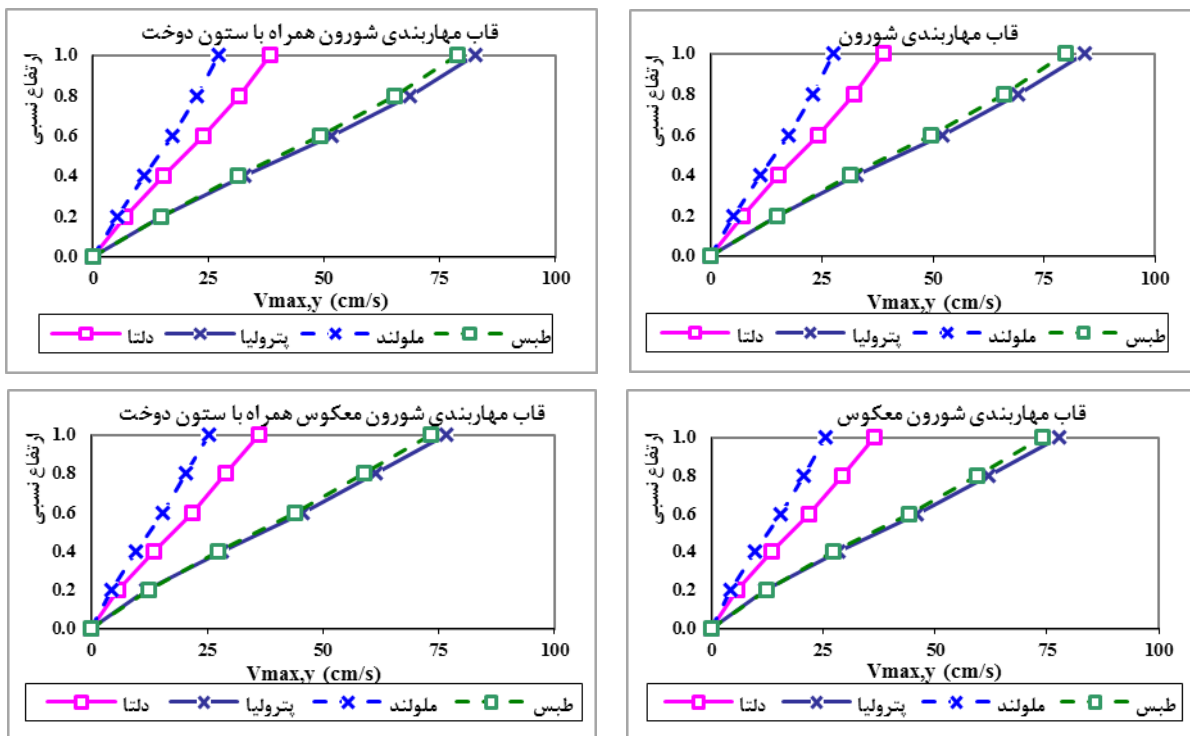 قاب مهاربندی شورون
ارتفاع نسبی
1.0
0.8
0.6
0.4
0.2
0.0
0 25 50 75 100
Vmax,y (cm/s)
دلتا پترولیا ملولند طبس
قاب مهاربندی شورون همراه با ستون دوخت
ارتفاع نسبی
1.0
0.8
0.6
0.4
0.2
0.0
0 25 50 75 100
Vmax,y (cm/s)
دلتا پترولیا ملولند طبس
قاب مهاربندی شورون معکوس
ارتفاع نسبی
1.0
0.8
0.6
0.4
0.2
0.0
0 25 50 75 100
Vmax,y (cm/s)
دلتا پترولیا ملولند طبس
قاب مهاربندی شورون معکوس همراه با ستون دوخت
ارتفاع نسبی
1.0
0.8
0.6
0.4
0.2
0.0
0 25 50 75 100
Vmax,y (cm/s)
دلتا پترولیا ملولند طبس